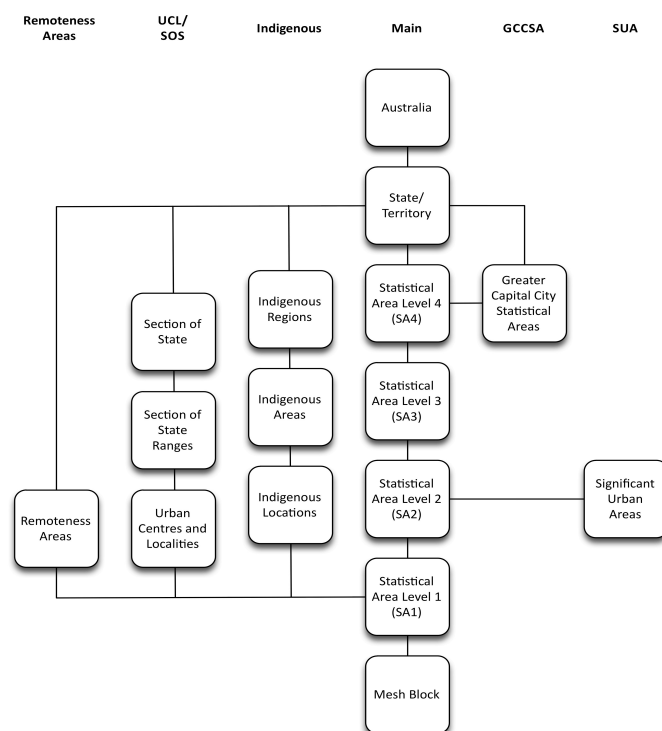 Remoteness
Areas
UCL/
SOS
Indigenous
Main
GCCSA
SUA
Australia
State/
Territory
Statistical
Area Level 4
(SA4)
Greater
Capital City
Statistical
Areas
Indigenous
Regions
Section of
State
Statistical
Area Level 3
(SA3)
Indigenous
Areas
Section of
State
Ranges
Statistical
Area Level 2
(SA2)
Significant
Urban
Areas
Indigenous
Locations
Urban
Centres and
Localities
Remoteness
Areas
Statistical
Area Level 1
(SA1)
Mesh Block